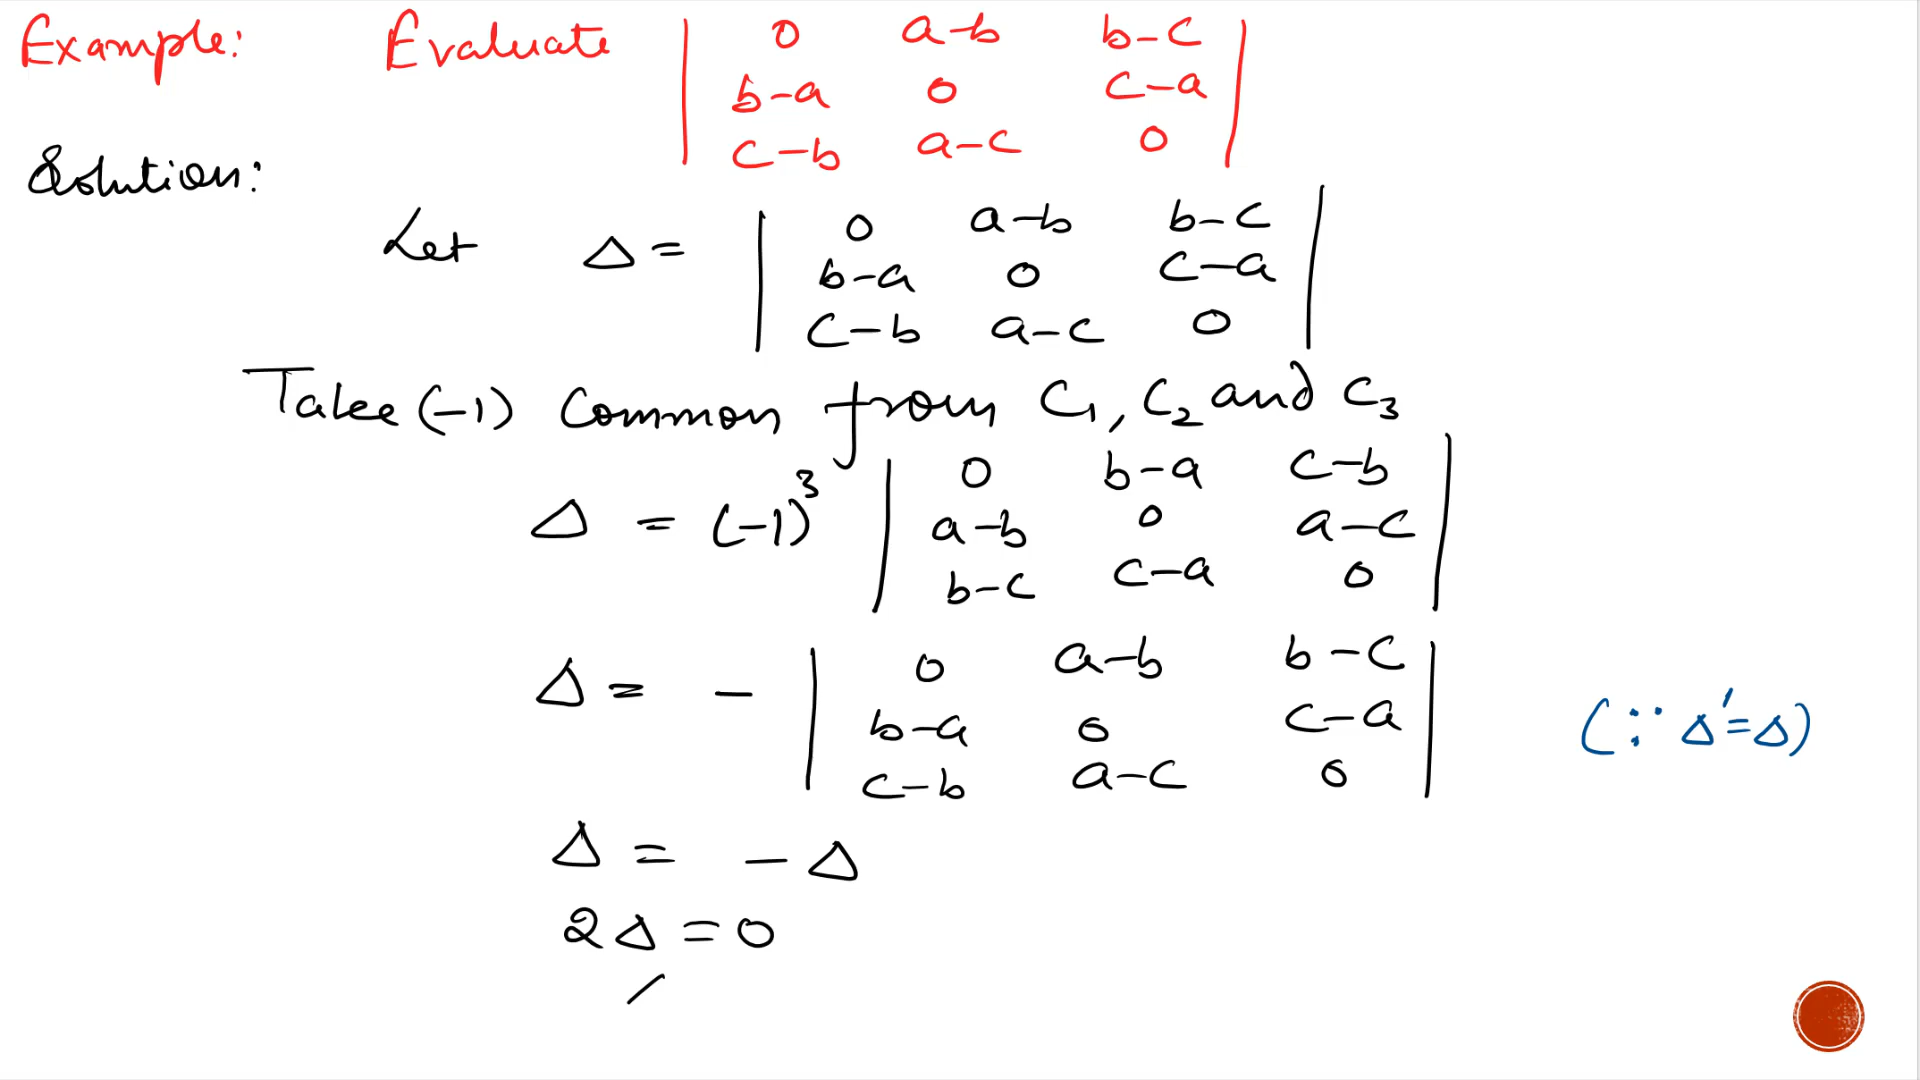 Example: Evaluate | 0 a-b b-c |
| b-a 0 c-a |
| c-b a-c 0 |
Solution:
Let Δ = | 0 a-b b-c |
| b-a 0 c-a |
| c-b a-c 0 |
Take (-1) Common from C₁, C₂ and C₃
Δ = (-1)³ | 0 b-a c-b |
| a-b 0 a-c |
| b-c c-a 0 |
Δ = - | 0 a-b b-c |
| b-a 0 c-a | (∵ Δ' = Δ)
| c-b a-c 0 |
Δ = - Δ
2Δ = 0